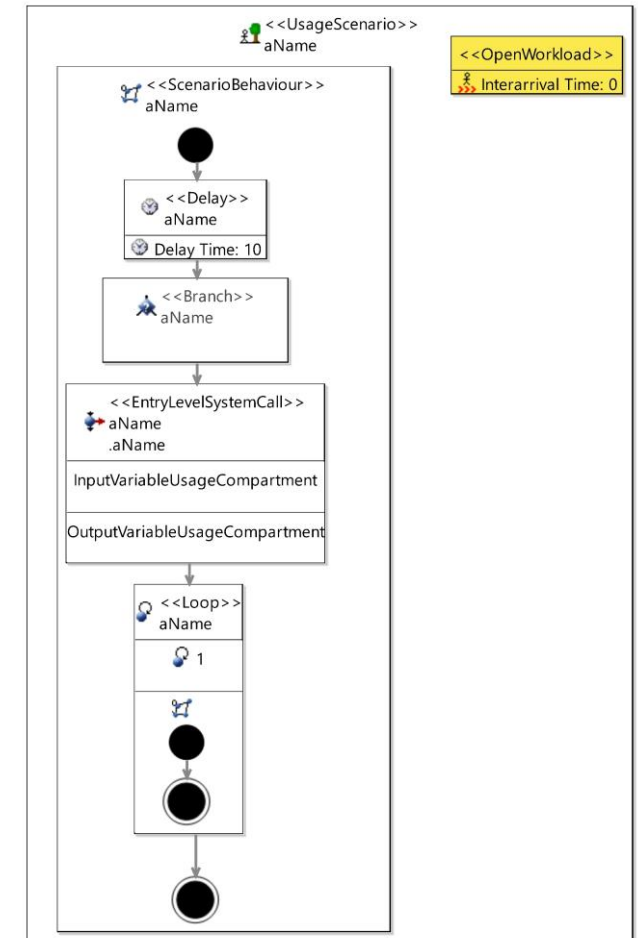 <<UsageScenario>>
aName
<<OpenWorkload>>
Interarrival Time: 0
<<ScenarioBehaviour>>
aName
<<Delay>>
aName
Delay Time: 10
<<Branch>>
aName
<<EntryLevelSystemCall>>
aName
.aName
InputVariableUsageCompartment
OutputVariableUsageCompartment
<<Loop>>
aName
1